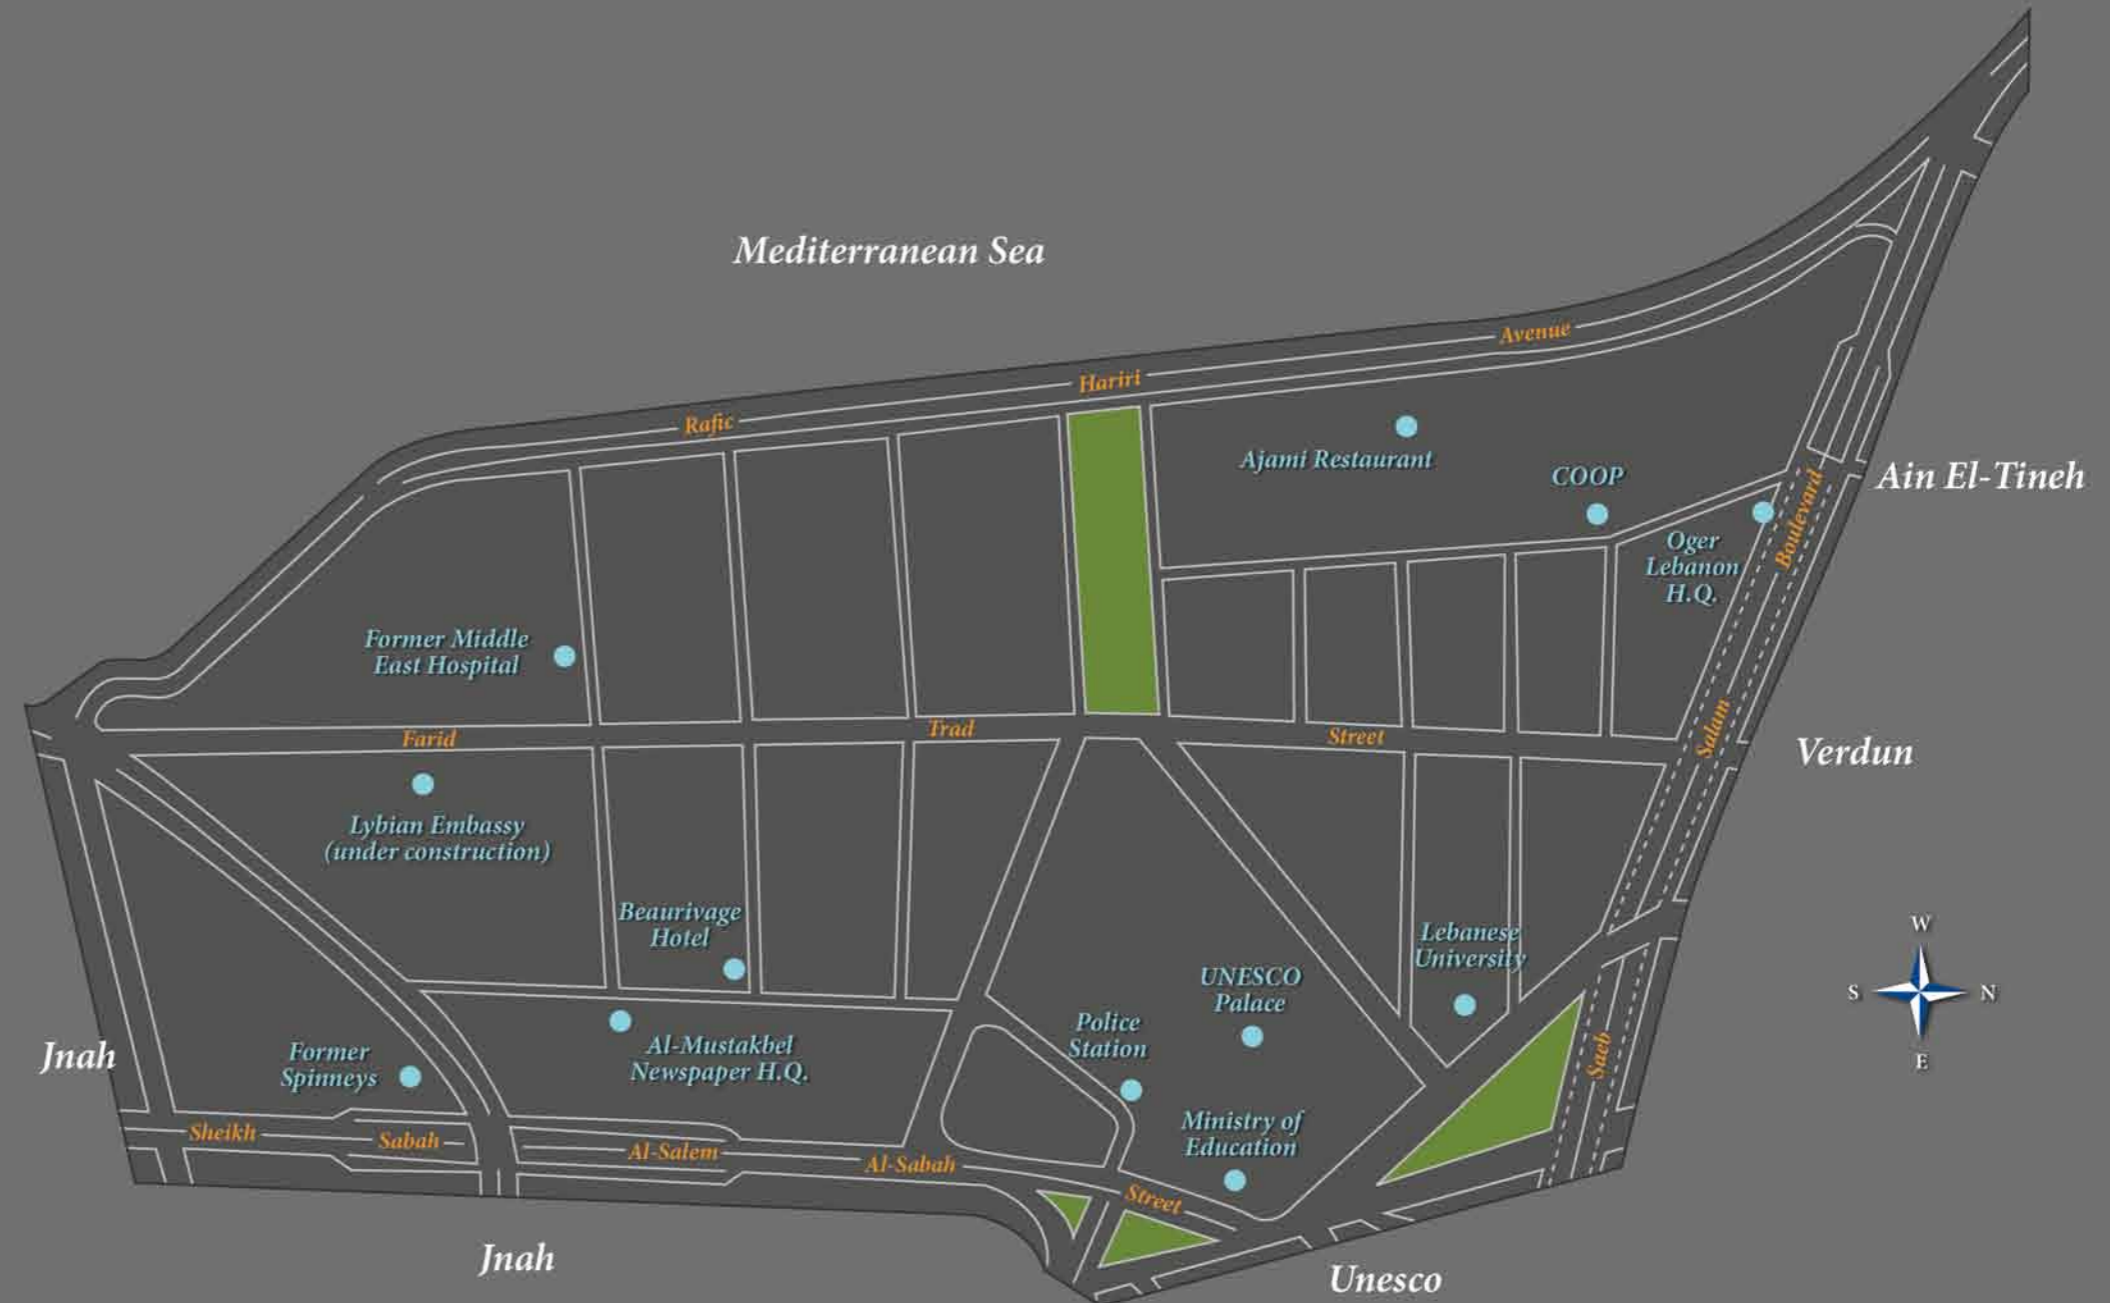 Mediterranean Sea
Rafic Hariri Avenue
Ajami Restaurant
COOP
Oger
Lebanon
H.Q.
Boulevard
Ain El-Tineh
Former Middle
East Hospital
Farid Trad Street
Salam
Verdun
Lybian Embassy
(under construction)
Beaurivage
Hotel
Lebanese
University
UNESCO
Palace
Police
Station
W
S
N
E
Al-Mustakbel
Newspaper H.Q.
Former
Spinneys
Jnah
Saeb
Ministry of
Education
Sheikh Sabah Al-Salem Al-Sabah Street
Jnah
Unesco